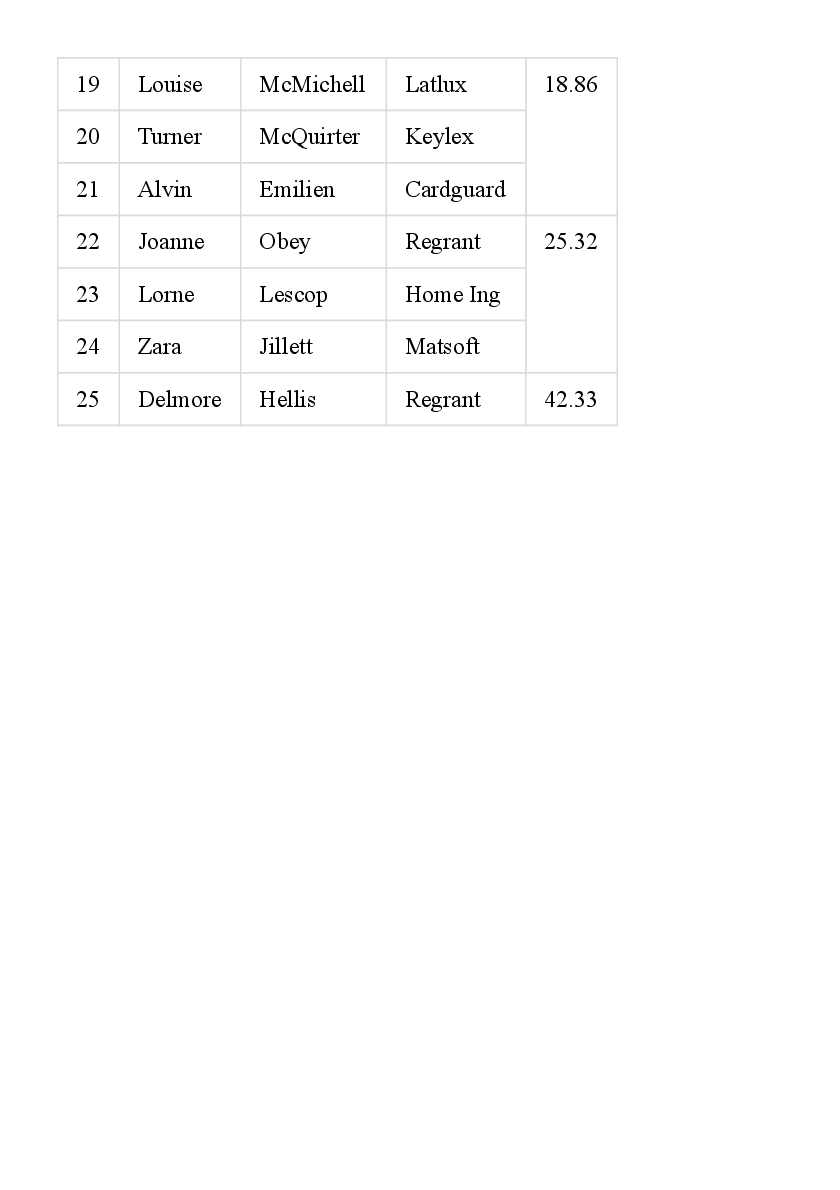 19 Louise McMichell Latlux 18.86
20 Turner McQuirter Keylex
21 Alvin Emilien Cardguard
22 Joanne Obey Regrant 25.32
23 Lorne Lescop Home Ing
24 Zara Jillett Matsoft
25 Delmore Hellis Regrant 42.33